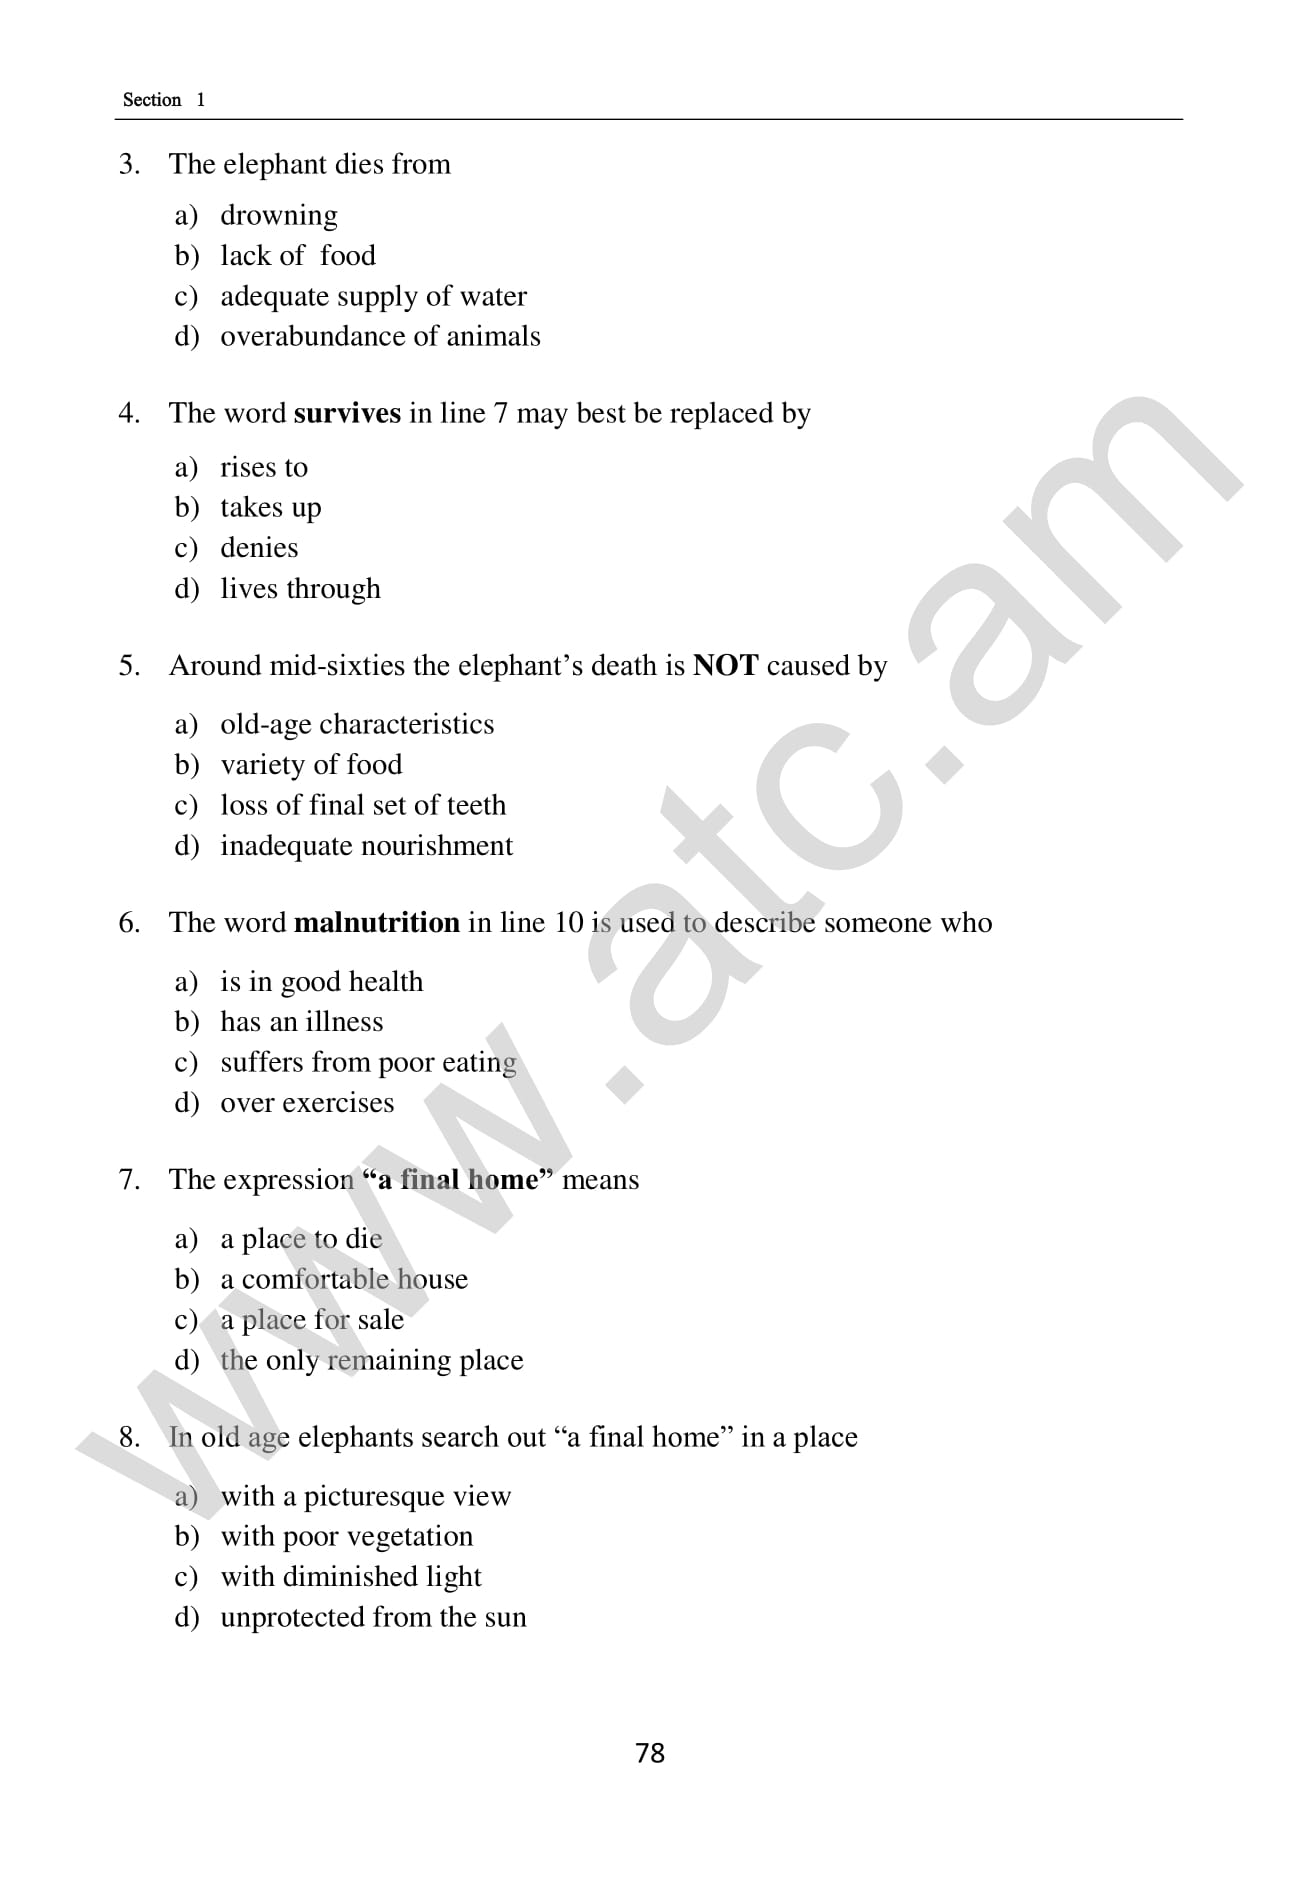 Section 1
3. The elephant dies from
a) drowning
b) lack of food
c) adequate supply of water
d) overabundance of animals
4. The word survives in line 7 may best be replaced by
a) rises to
b) takes up
c) denies
d) lives through
5. Around mid-sixties the elephant’s death is NOT caused by
a) old-age characteristics
b) variety of food
c) loss of final set of teeth
d) inadequate nourishment
6. The word malnutrition in line 10 is used to describe someone who
a) is in good health
b) has an illness
c) suffers from poor eating
d) over exercises
7. The expression “a final home” means
a) a place to die
b) a comfortable house
c) a place for sale
d) the only remaining place
8. In old age elephants search out “a final home” in a place
a) with a picturesque view
b) with poor vegetation
c) with diminished light
d) unprotected from the sun
78
www.atc.am